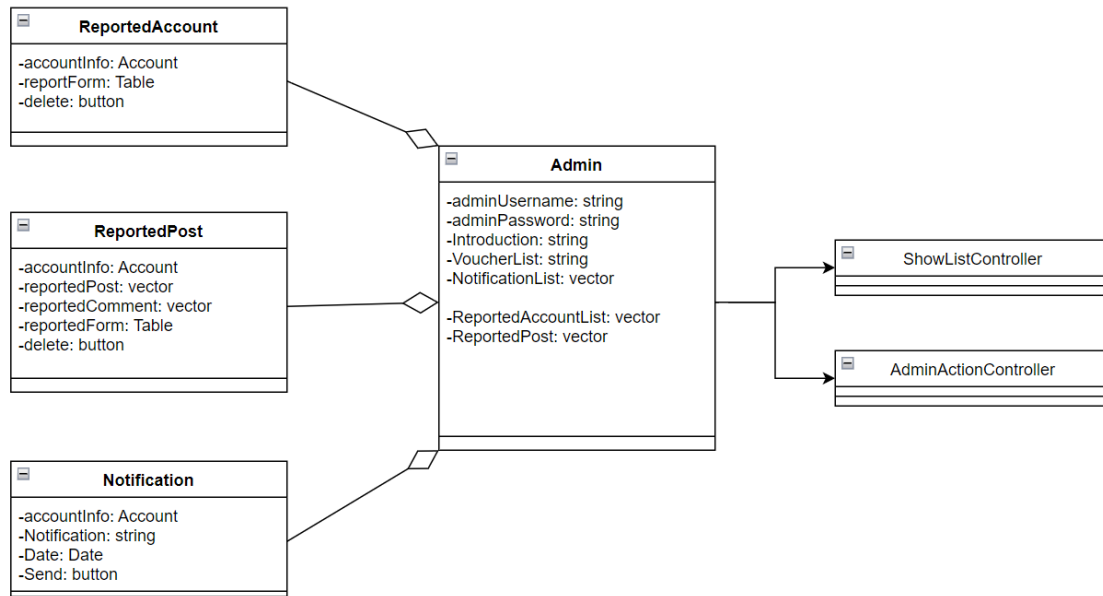 ReportedAccount
-accountInfo: Account
-reportForm: Table
-delete: button
ReportedPost
-accountInfo: Account
-reportedPost: vector
-reportedComment: vector
-reportedForm: Table
-delete: button
Notification
-accountInfo: Account
-Notification: string
-Date: Date
-Send: button
Admin
-adminUsername: string
-adminPassword: string
-Introduction: string
-VoucherList: string
-NotificationList: vector
-ReportedAccountList: vector
-ReportedPost: vector
ShowListController
AdminActionController